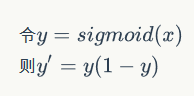 令y = sigmoid(x)
则y′ = y(1 − y)